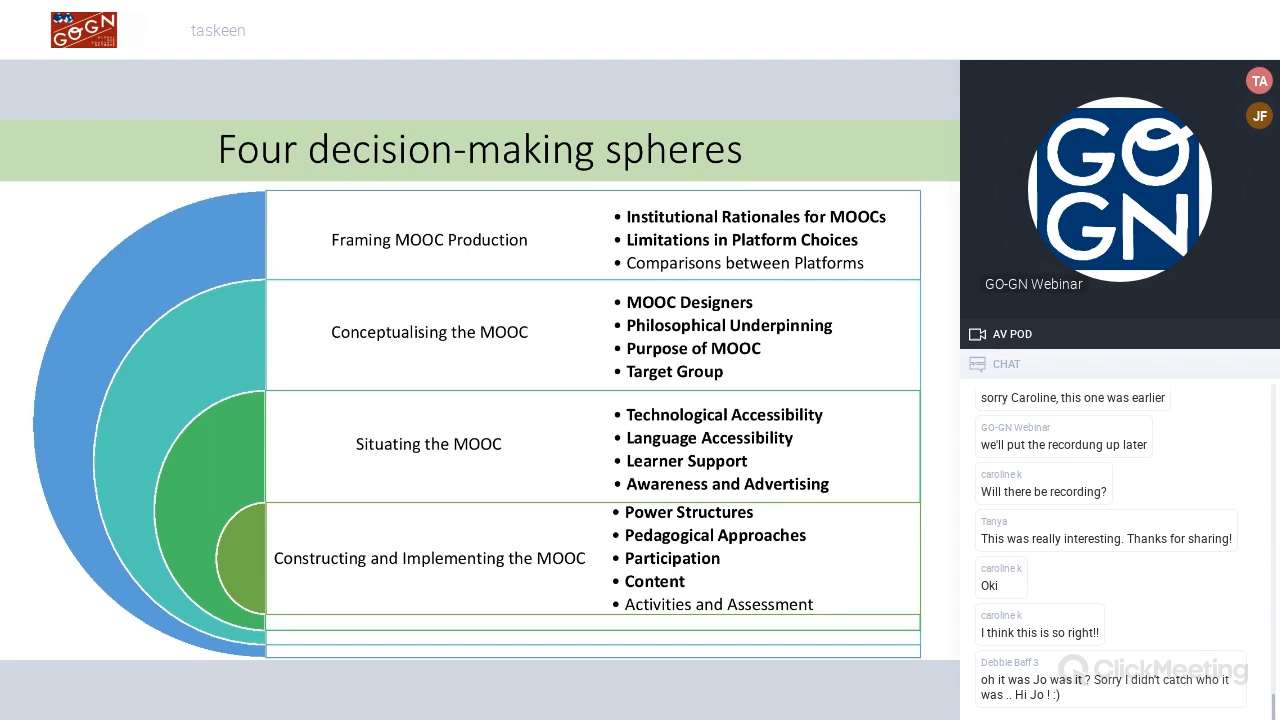 GOGN
taskeen
Four decision-making spheres
Framing MOOC Production
• Institutional Rationales for MOOCs
• Limitations in Platform Choices
• Comparisons between Platforms
Conceptualising the MOOC
• MOOC Designers
• Philosophical Underpinning
• Purpose of MOOC
• Target Group
Situating the MOOC
• Technological Accessibility
• Language Accessibility
• Learner Support
• Awareness and Advertising
Constructing and Implementing the MOOC
• Power Structures
• Pedagogical Approaches
• Participation
• Content
• Activities and Assessment
TA
JF
GO
GN
GO-GN Webinar
AV POD
CHAT
sorry Caroline, this one was earlier
GO-GN Webinar
we'll put the recordung up later
caroline k
Will there be recording?
Tanya
This was really interesting. Thanks for sharing!
caroline k
Oki
caroline k
I think this is so right!!
Debbie Baff 3
oh it was Jo was it ? Sorry I didn't catch who it
was .. Hi Jo ! :)
ClickMeeting